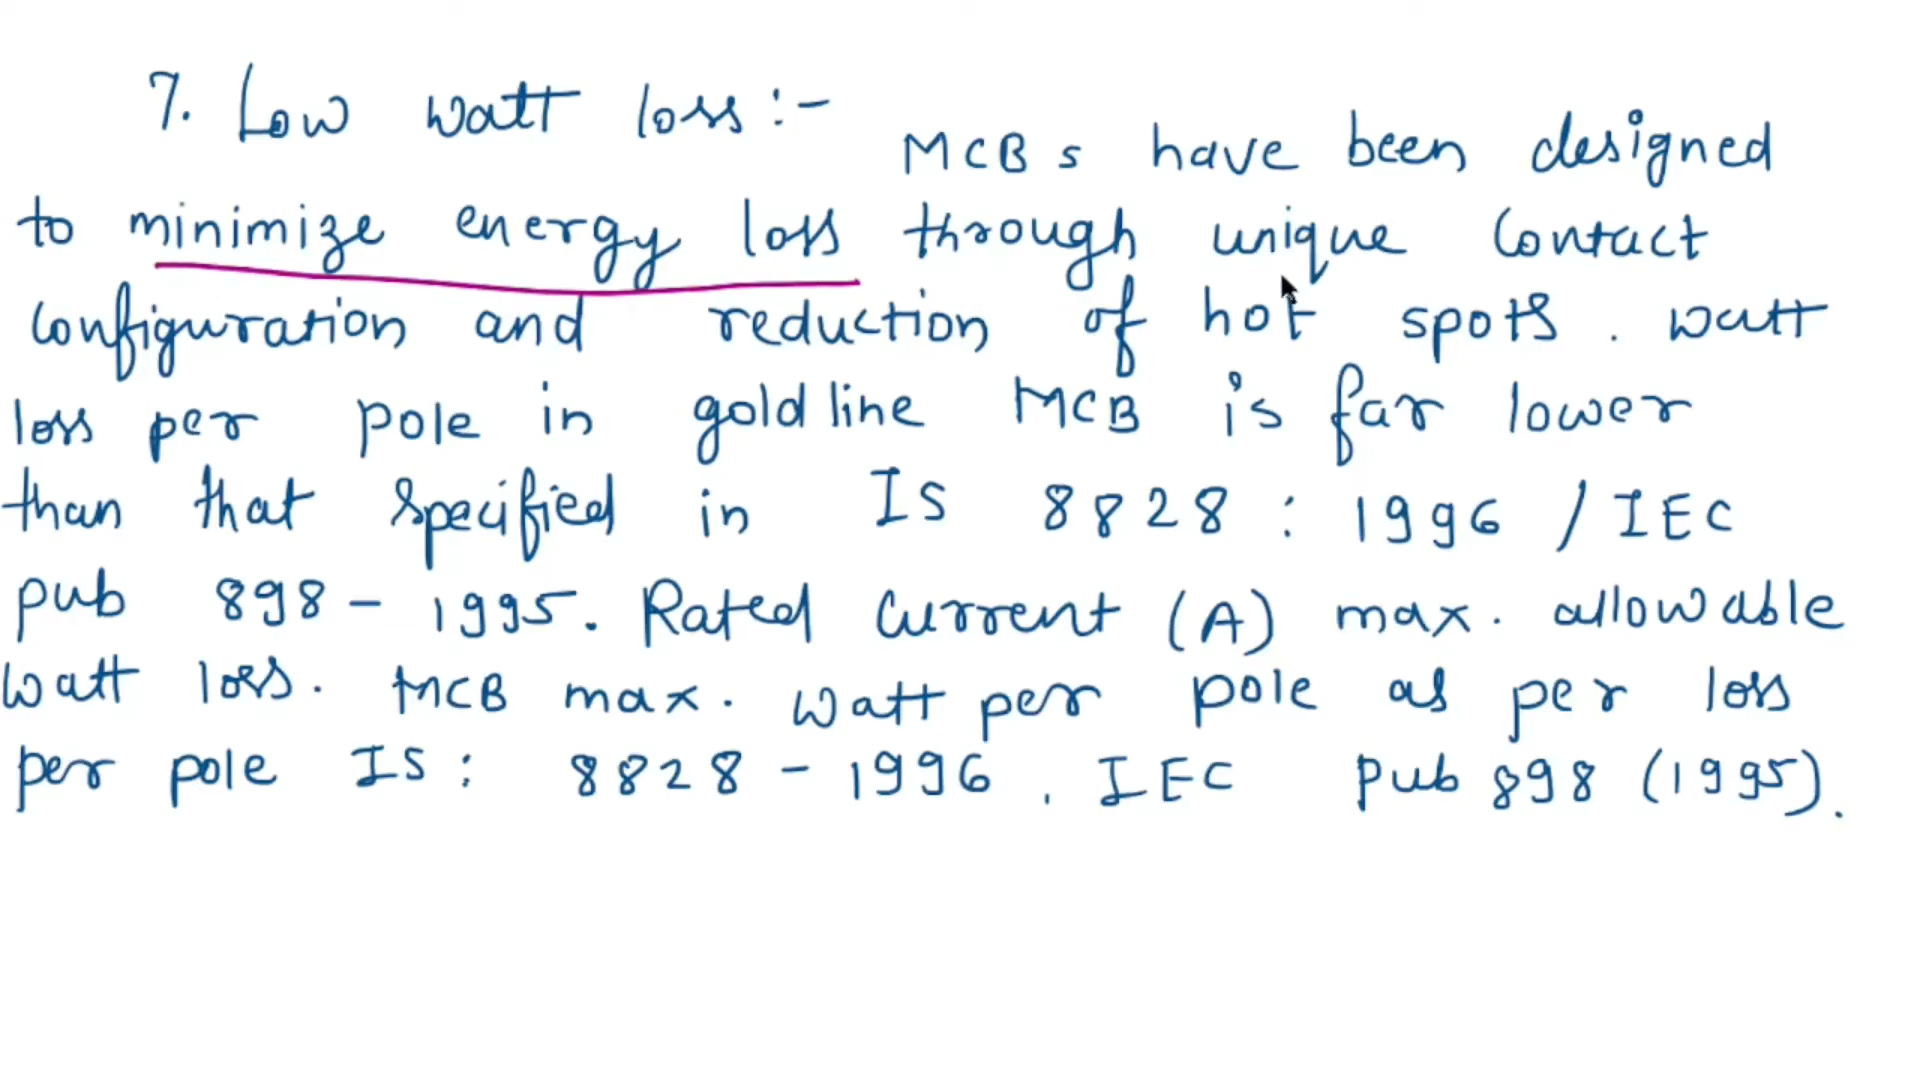 7. Low watt loss :-
MCBs have been designed
to minimize energy loss through unique contact
configuration and reduction of hot spots. watt
loss per pole in gold line MCB is far lower
than that specified in IS 8828 : 1996 / IEC
pub 898 - 1995. Rated current (A) max. allowable
watt loss. MCB max. watt per pole as per loss
per pole IS : 8828 - 1996. IEC pub 898 (1995).